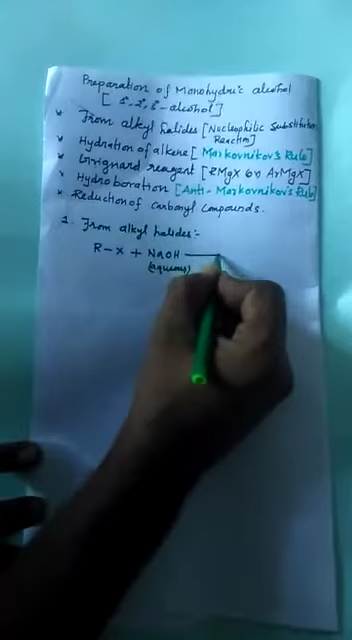 Preparation of Monohydric alcohol
[1°, 2°, 3° - alcohol]
* From alkyl halides [Nucleophilic Substitution
Reaction]
* Hydration of alkene [Markovnikov's Rule]
* Grignard reagent [RMgX or ArMgX]
* Hydroboration [Anti-Markovnikov's Rule]
* Reduction of Carbonyl Compounds.
1. From alkyl halides:-
R-X + NaOH
(aqueous)